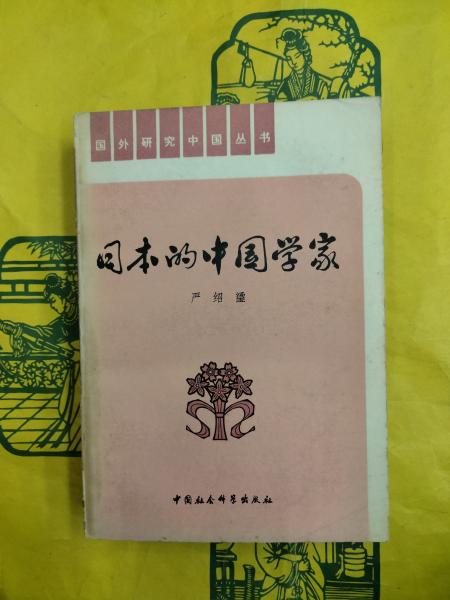 国外研究中国丛书
日本的中国学家
严绍璗
中国社会科学出版社